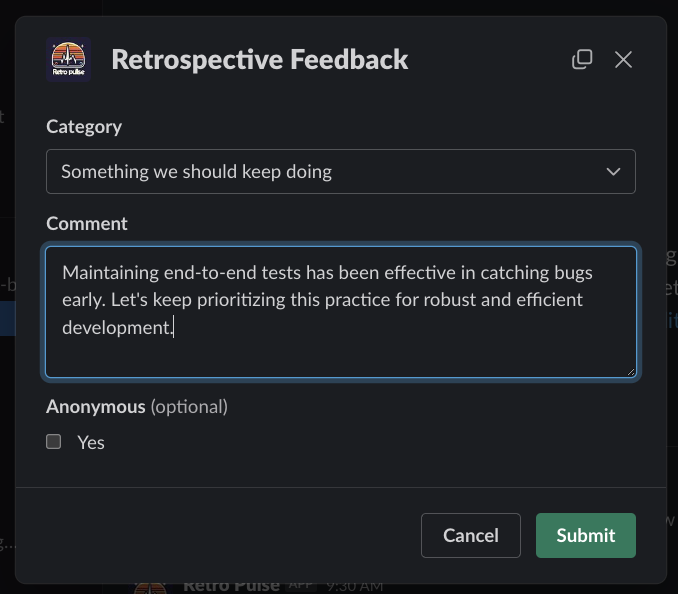 Retro pulse
Retrospective Feedback
Category
Something we should keep doing
Comment
Maintaining end-to-end tests has been effective in catching bugs
early. Let's keep prioritizing this practice for robust and efficient
development.
Anonymous (optional)
Yes
Cancel
Submit
Retro Pulse APP 9:30 AM